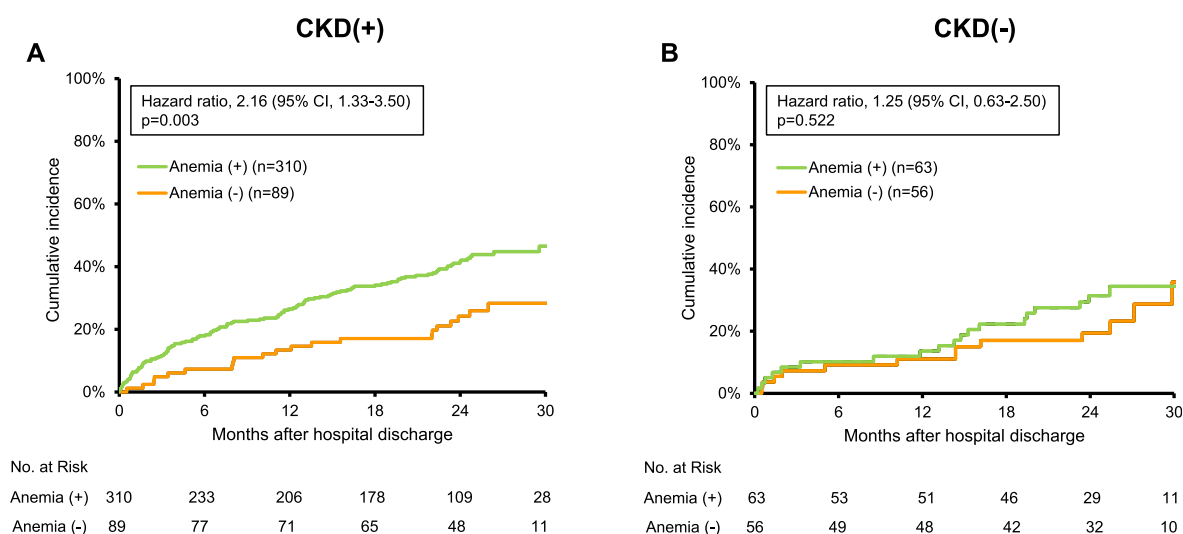 CKD(+)
A
100%
80%
60%
40%
20%
0%
Cumulative incidence
Hazard ratio, 2.16 (95% CI, 1.33-3.50)
p=0.003
Anemia (+) (n=310)
Anemia (-) (n=89)
0 6 12 18 24 30
Months after hospital discharge
No. at Risk
Anemia (+) 310 233 206 178 109 28
Anemia (-) 89 77 71 65 48 11
CKD(-)
B
100%
80%
60%
40%
20%
0%
Cumulative incidence
Hazard ratio, 1.25 (95% CI, 0.63-2.50)
p=0.522
Anemia (+) (n=63)
Anemia (-) (n=56)
0 6 12 18 24 30
Months after hospital discharge
No. at Risk
Anemia (+) 63 53 51 46 29 11
Anemia (-) 56 49 48 42 32 10